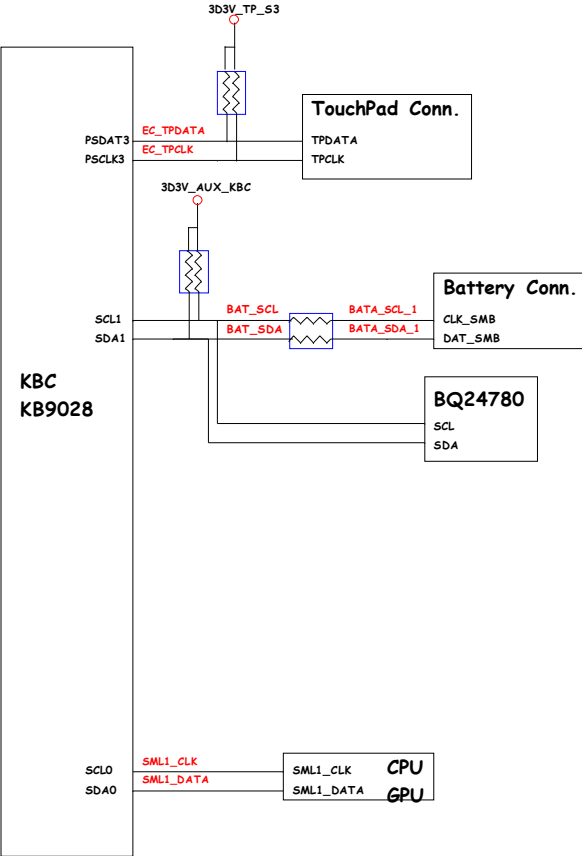 3D3V_TP_S3
TouchPad Conn.
EC_TPDATA
PSDAT3
TPDATA
EC_TPCLK
PSCLK3
TPCLK
3D3V_AUX_KBC
Battery Conn.
BAT_SCL
BATA_SCL_1
SCL1
CLK_SMB
BAT_SDA
BATA_SDA_1
SDA1
DAT_SMB
KBC
KB9028
BQ24780
SCL
SDA
SML1_CLK
SCL0
SML1_CLK
CPU
SML1_DATA
SDA0
SML1_DATA
GPU